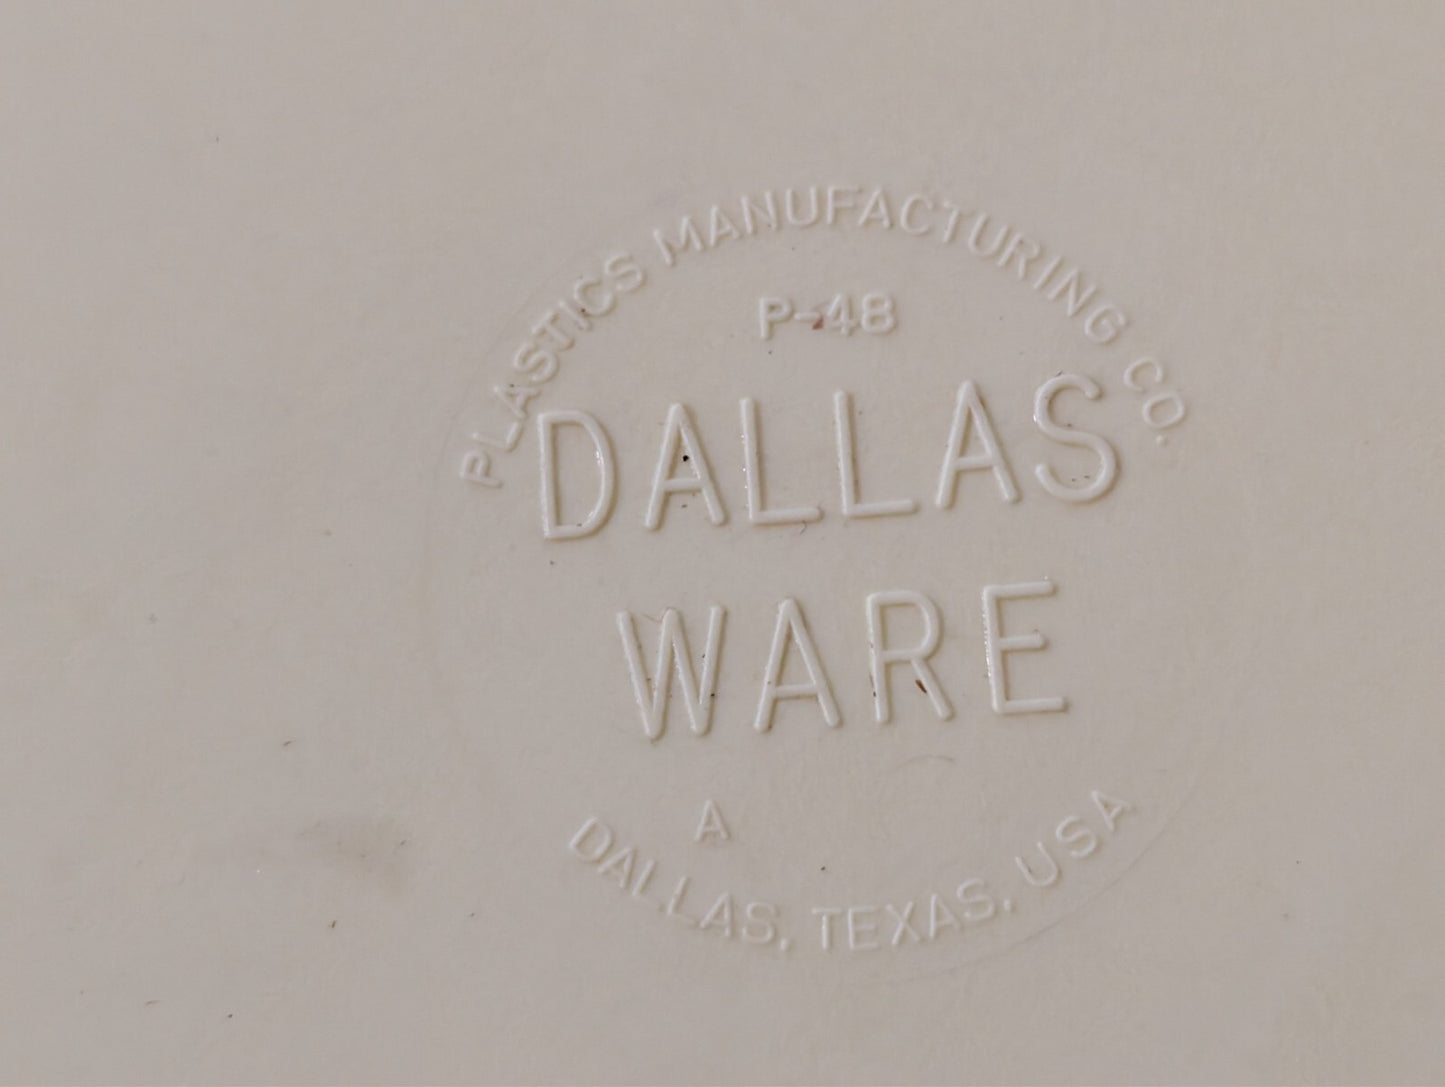 PLASTICS MANUFACTURING CO.
P-48
DALLAS
WARE
A
DALLAS, TEXAS, USA